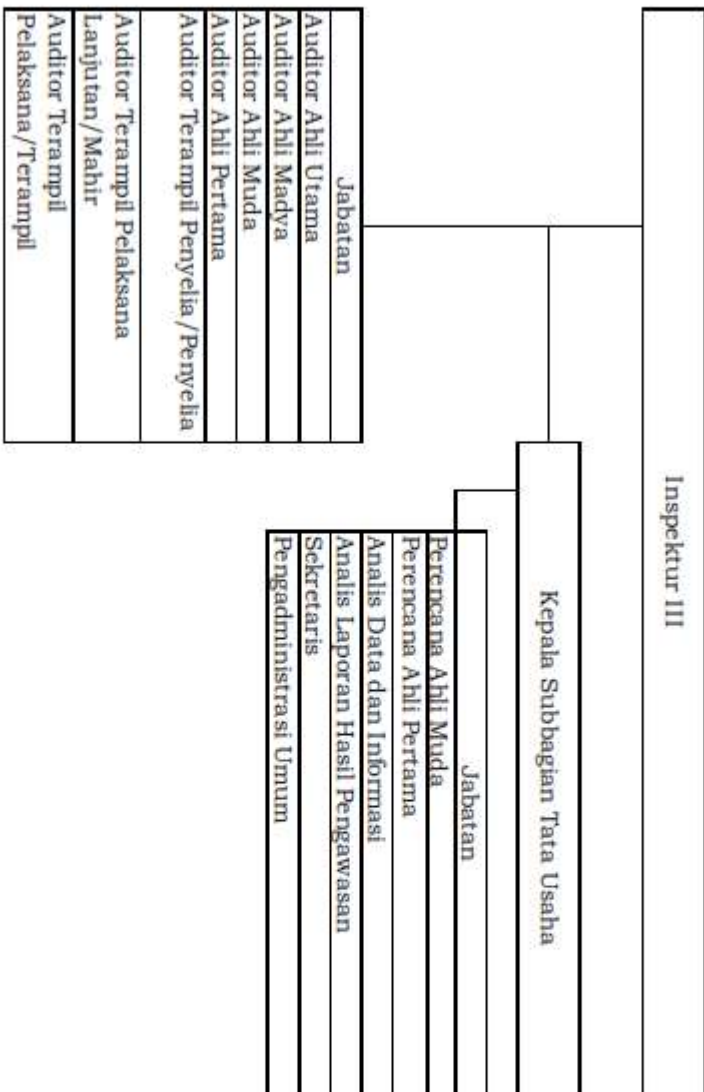 Inspektur III
Kepala Subbagian Tata Usaha
Jabatan
Perencana Ahli Muda
Perencana Ahli Pertama
Analis Data dan Informasi
Analis Laporan Hasil Pengawasan
Sekretaris
Pengadministrasi Umum
Jabatan
Auditor Ahli Utama
Auditor Ahli Madya
Auditor Ahli Muda
Auditor Ahli Pertama
Auditor Terampil Penyelia/Penyelia
Auditor Terampil Pelaksana
Lanjutan/Mahir
Auditor Terampil
Pelaksana/Terampil